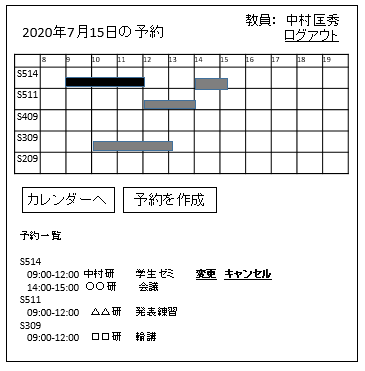 2020年7月15日の予約
教員： 中村匡秀
ログアウト
8 9 10 11 12 13 14 15 16 17 18 19
S514
S511
S409
S309
S209
カレンダーへ 予約を作成
予約一覧
S514
09:00-12:00 中村研 学生ゼミ 変更 キャンセル
14:00-15:00 〇〇研 会議
S511
09:00-12:00 △△研 発表練習
S309
09:00-12:00 □□研 輪講